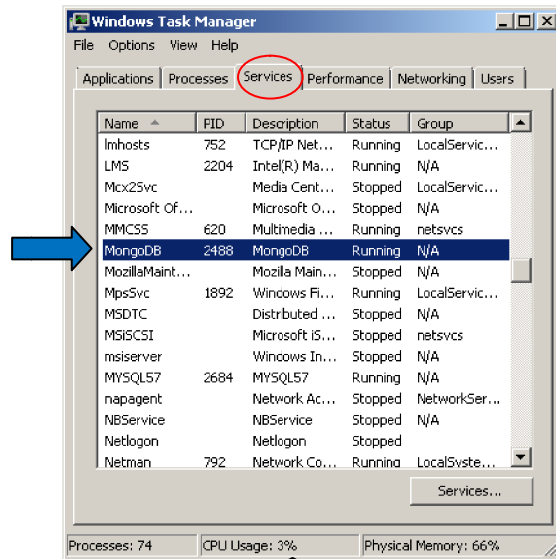 Windows Task Manager
File Options View Help
Applications Processes Services Performance Networking Users
Name PID Description Status Group
lmhosts 752 TCP/IP Net... Running LocalServic...
LMS 2204 Intel(R) Ma... Running N/A
Mcx2Svc Media Cent... Stopped LocalServic...
Microsoft Of... Microsoft O... Stopped N/A
MMCSS 620 Multimedia ... Running netsvcs
MongoDB 2488 MongoDB Running N/A
MozillaMaint... Mozilla Main... Stopped N/A
MpsSvc 1892 Windows Fi... Running LocalServic...
MSDTC Distributed ... Stopped N/A
MSiSCSI Microsoft iS... Stopped netsvcs
msiserver Windows In... Stopped N/A
MYSQL57 2684 MYSQL57 Running N/A
napagent Network Ac... Stopped NetworkSer...
NBService NBService Stopped N/A
Netlogon Netlogon Stopped
Netman 792 Network Co... Running LocalSyste...
Services...
Processes: 74 CPU Usage: 3% Physical Memory: 66%